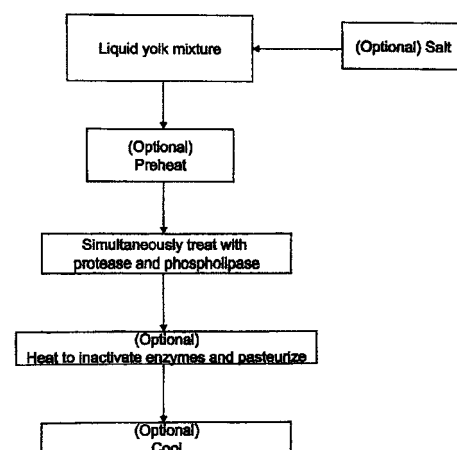 Liquid yolk mixture
(Optional) Salt
(Optional)
Preheat
Simultaneously treat with
protease and phospholipase
(Optional)
Heat to inactivate enzymes and pasteurize
(Optional)
Cool